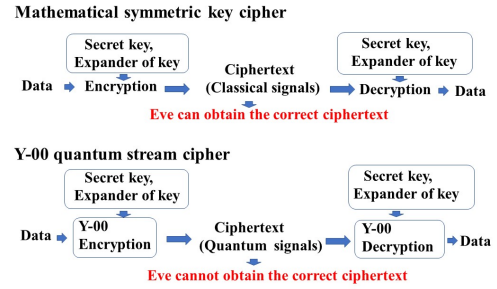 Mathematical symmetric key cipher
Secret key,
Expander of key
Secret key,
Expander of key
Data
Encryption
Ciphertext
(Classical signals)
Decryption
Data
Eve can obtain the correct ciphertext
Y-00 quantum stream cipher
Secret key,
Expander of key
Secret key,
Expander of key
Data
Y-00
Encryption
Ciphertext
(Quantum signals)
Y-00
Decryption
Data
Eve cannot obtain the correct ciphertext